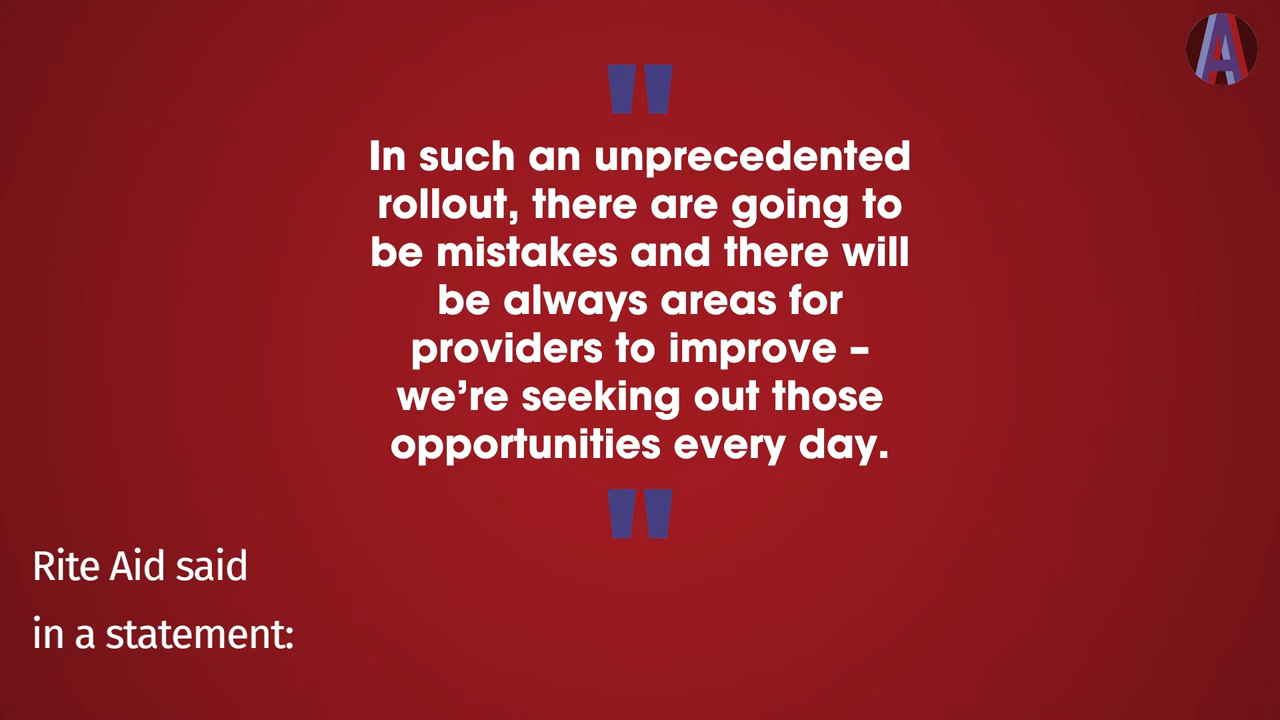 "
In such an unprecedented
rollout, there are going to
be mistakes and there will
be always areas for
providers to improve –
we’re seeking out those
opportunities every day.
"
Rite Aid said
in a statement:
A